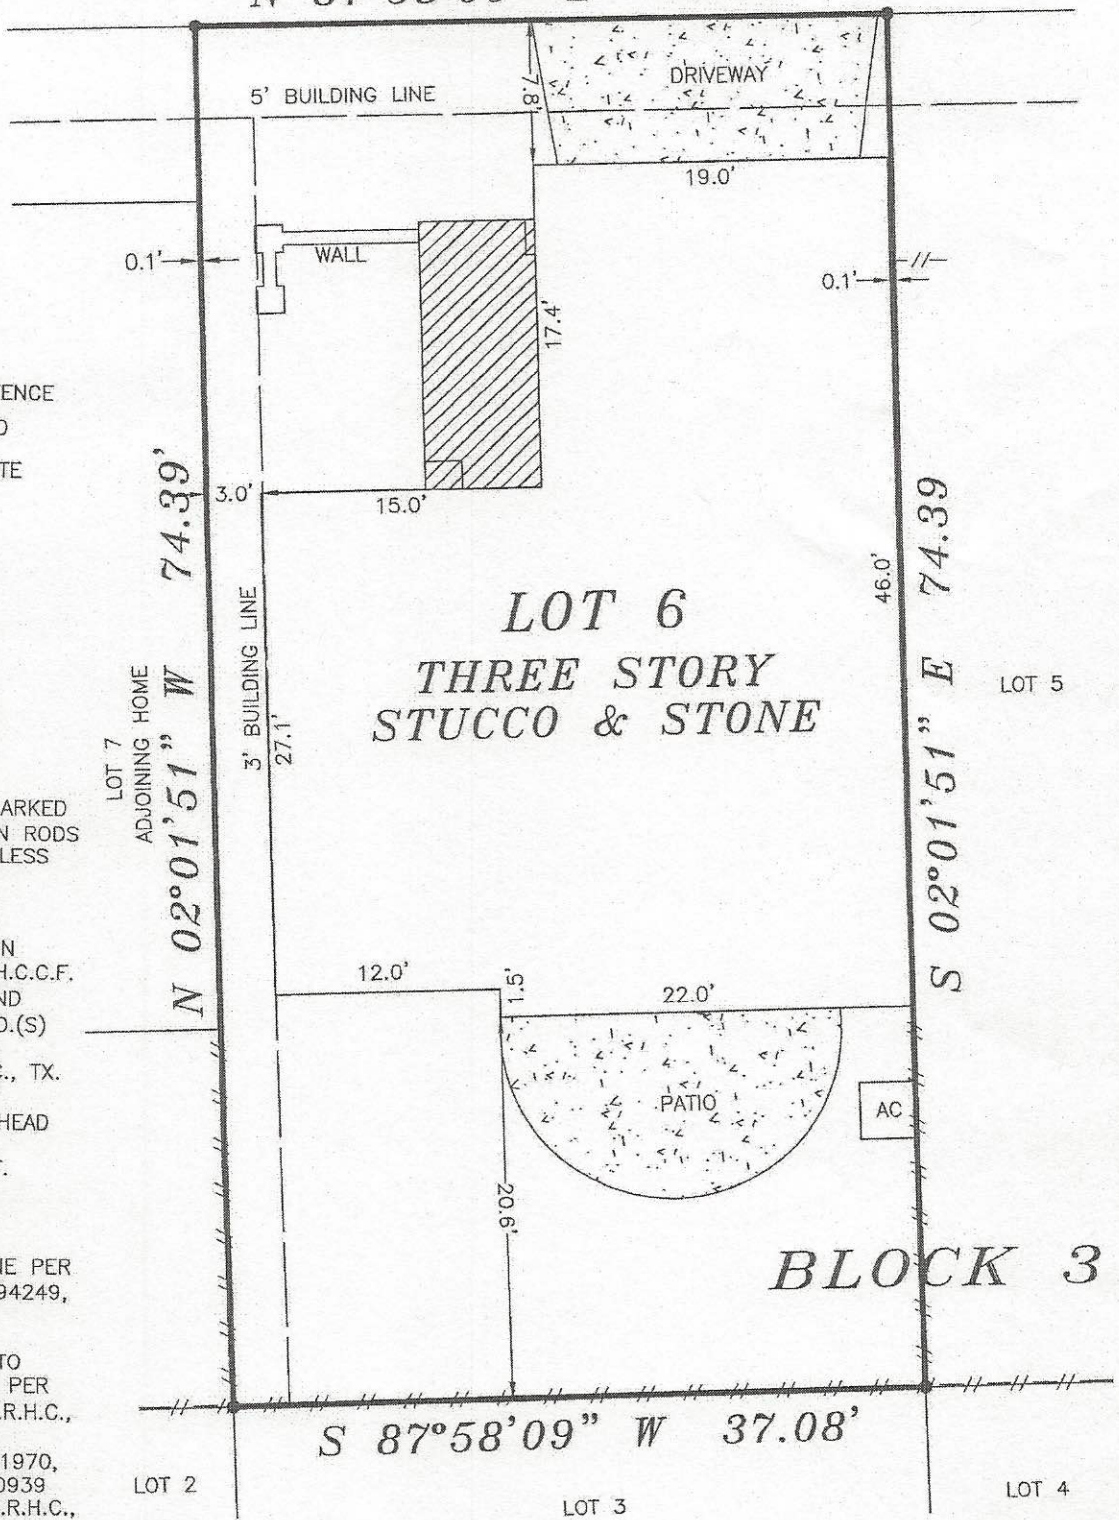 DRIVEWAY
5' BUILDING LINE
7.8'
19.0'
WALL
0.1'
0.1'
17.4'
ENCE
TE
3.0'
15.0'
N 02°01'51" W 74.39'
S 02°01'51" E 74.39
46.0'
LOT 6
THREE STORY
STUCCO & STONE
3' BUILDING LINE
27.1'
LOT 5
LOT 7
ADJOINING HOME
ARKED
N RODS
LESS
N
H.C.C.F.
ND
D.(S)
12.0'
1.5'
22.0'
., TX.
HEAD
PATIO
AC
20.6'
BLOCK 3
E PER
94249,
TO
PER
.R.H.C.,
S 87°58'09" W 37.08'
1970,
0939
.R.H.C.,
LOT 2
LOT 3
LOT 4